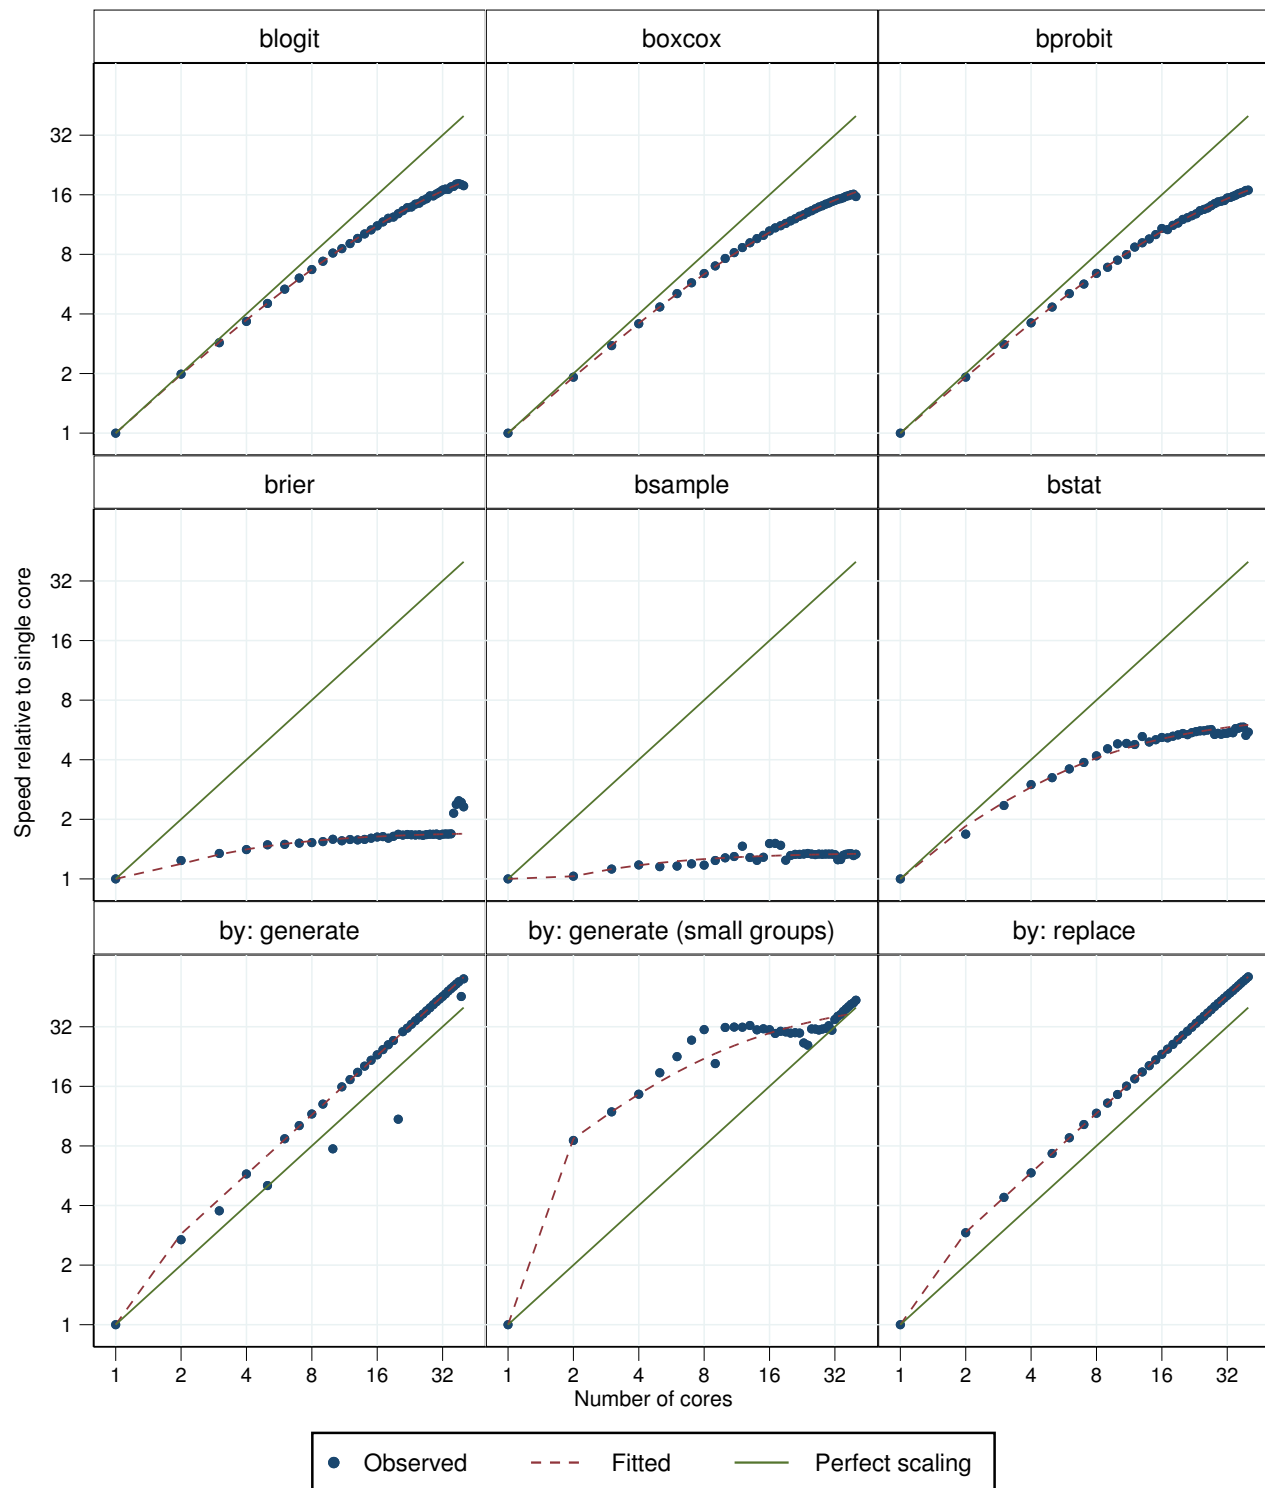 blogit boxcox bprobit
32
16
8
4
2
1
brier bsample bstat
32
16
8
4
2
1
Speed relative to single core
by: generate by: generate (small groups) by: replace
32
16
8
4
2
1
1 2 4 8 16 32 1 2 4 8 16 32 1 2 4 8 16 32
Number of cores
Observed Fitted Perfect scaling